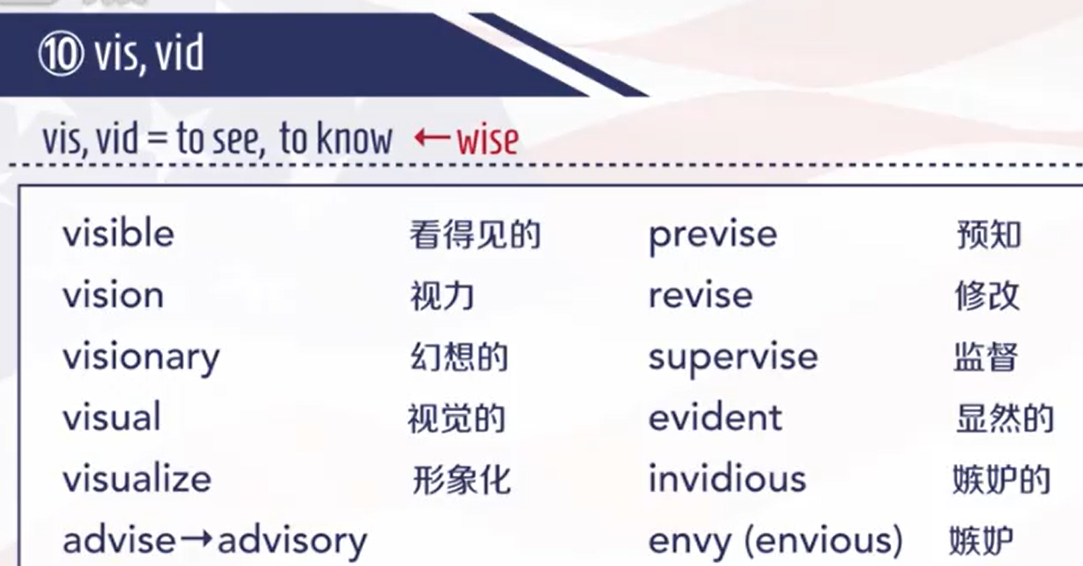 ⑩ vis, vid
vis, vid = to see, to know ←wise
visible 看得见的 previse 预知
vision 视力 revise 修改
visionary 幻想的 supervise 监督
visual 视觉的 evident 显然的
visualize 形象化 invidious 嫉妒的
advise→advisory envy (envious) 嫉妒